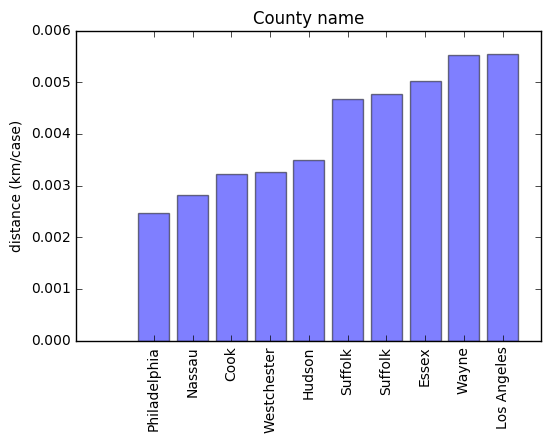 County name
distance (km/case)
0.006
0.005
0.004
0.003
0.002
0.001
0.000
Philadelphia
Nassau
Cook
Westchester
Hudson
Suffolk
Suffolk
Essex
Wayne
Los Angeles